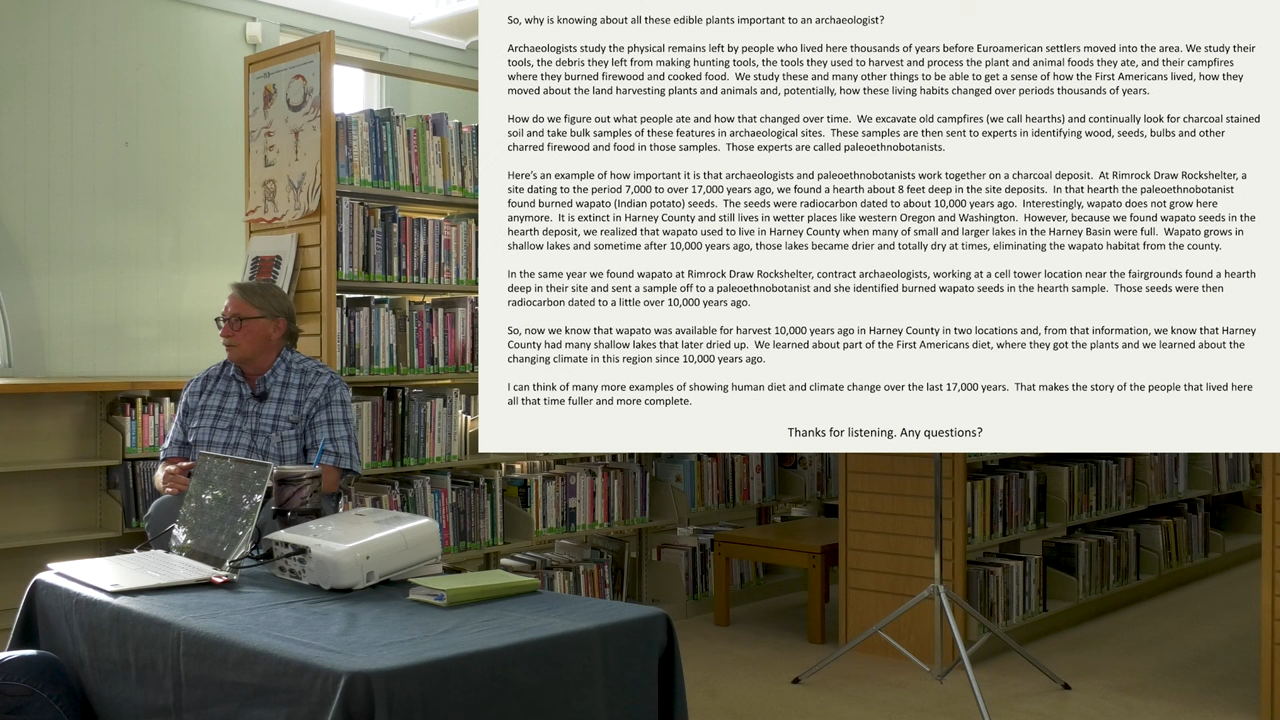 So, why is knowing about all these edible plants important to an archaeologist?
Archaeologists study the physical remains left by people who lived here thousands of years before Euroamerican settlers moved into the area. We study their
tools, the debris they left from making hunting tools, the tools they used to harvest and process the plant and animal foods they ate, and their campfires
where they burned firewood and cooked food. We study these and many other things to be able to get a sense of how the First Americans lived, how they
moved about the land harvesting plants and animals and, potentially, how these living habits changed over periods thousands of years.
How do we figure out what people ate and how that changed over time. We excavate old campfires (we call hearths) and continually look for charcoal stained
soil and take bulk samples of these features in archaeological sites. These samples are then sent to experts in identifying wood, seeds, bulbs and other
charred firewood and food in those samples. Those experts are called paleoethnobotanists.
Here's an example of how important it is that archaeologists and paleoethnobotanists work together on a charcoal deposit. At Rimrock Draw Rockshelter, a
site dating to the period 7,000 to over 17,000 years ago, we found a hearth about 8 feet deep in the site deposits. In that hearth the paleoethnobotanist
found burned wapato (Indian potato) seeds. The seeds were radiocarbon dated to about 10,000 years ago. Interestingly, wapato does not grow here
anymore. It is extinct in Harney County and still lives in wetter places like western Oregon and Washington. However, because we found wapato seeds in the
hearth deposit, we realized that wapato used to live in Harney County when many of small and larger lakes in the Harney Basin were full. Wapato grows in
shallow lakes and sometime after 10,000 years ago, those lakes became drier and totally dry at times, eliminating the wapato habitat from the county.
In the same year we found wapato at Rimrock Draw Rockshelter, contract archaeologists, working at a cell tower location near the fairgrounds found a hearth
deep in their site and sent a sample off to a paleoethnobotanist and she identified burned wapato seeds in the hearth sample. Those seeds were then
radiocarbon dated to a little over 10,000 years ago.
So, now we know that wapato was available for harvest 10,000 years ago in Harney County in two locations and, from that information, we know that Harney
County had many shallow lakes that later dried up. We learned about part of the First Americans diet, where they got the plants and we learned about the
changing climate in this region since 10,000 years ago.
I can think of many more examples of showing human diet and climate change over the last 17,000 years. That makes the story of the people that lived here
all that time fuller and more complete.
Thanks for listening. Any questions?